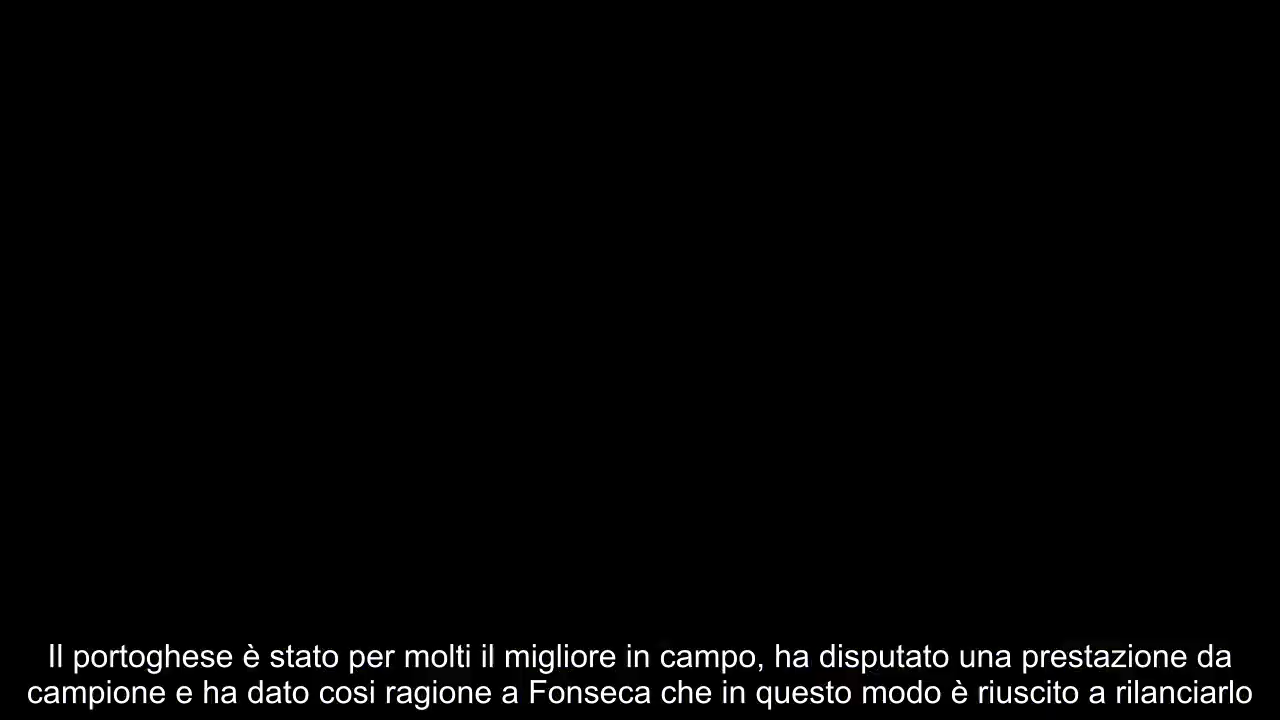 Il portoghese è stato per molti il migliore in campo, ha disputato una prestazione da
campione e ha dato cosi ragione a Fonseca che in questo modo è riuscito a rilanciarlo